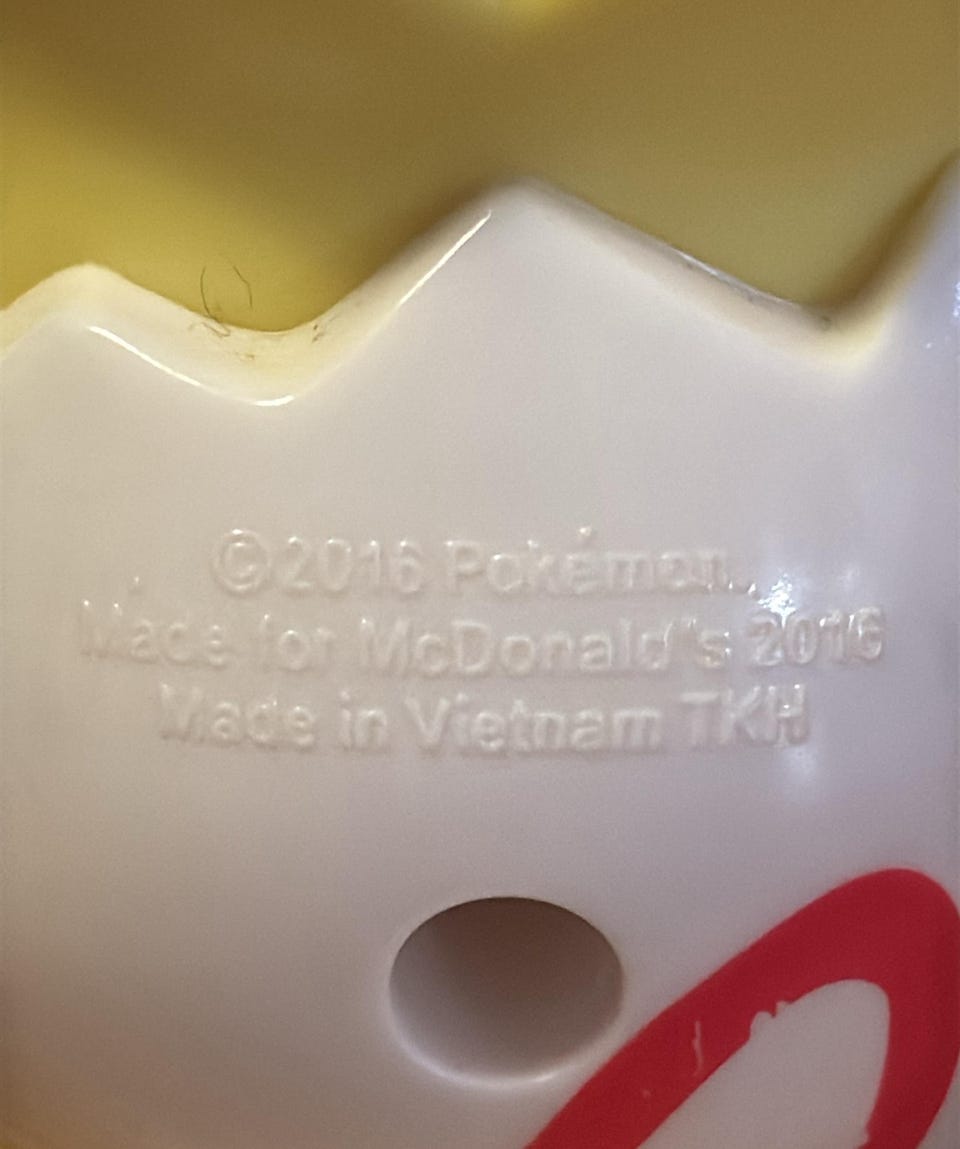 ©2016 Pokémon.
Made for McDonald's 2016
Made in Vietnam TKH